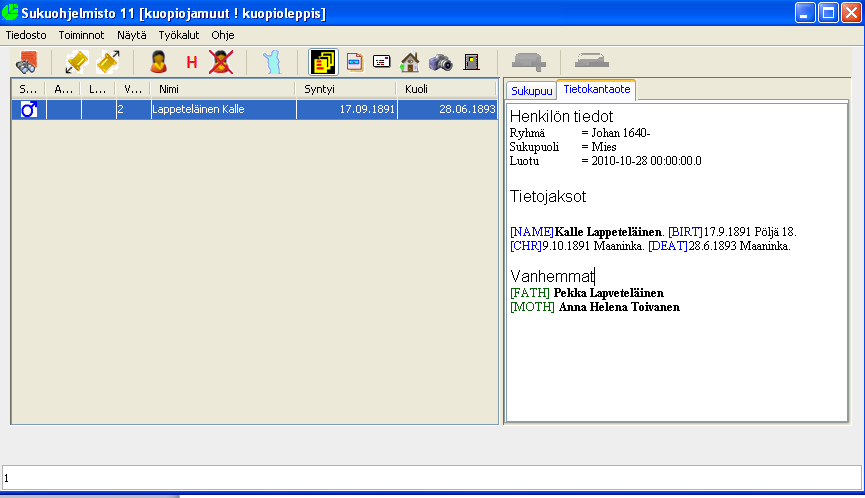 Sukuohjelmisto 11 [kuopiojamuut ! kuopioleppis]
Tiedosto Toiminnot Näytä Työkalut Ohje
H
S... A... L... V... Nimi Syntyi Kuoli
2 Lappeteläinen Kalle 17.09.1891 28.06.1893
Sukupuu Tietokantaote
Henkilön tiedot
Ryhmä = Johan 1640-
Sukupuoli = Mies
Luotu = 2010-10-28 00:00:00.0
Tietojaksot
[NAME]Kalle Lappeteläinen. [BIRT]17.9.1891 Pöljä 18.
[CHR]9.10.1891 Maaninka. [DEAT]28.6.1893 Maaninka.
Vanhemmat
[FATH] Pekka Lapveteläinen
[MOTH] Anna Helena Toivanen
1